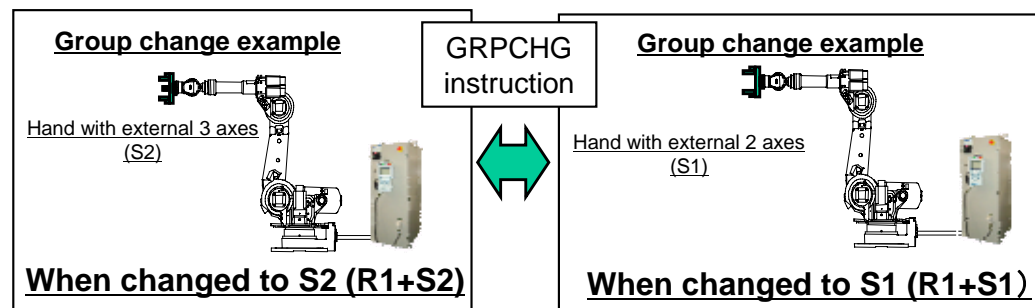 Group change example
Hand with external 3 axes
(S2)
When changed to S2 (R1+S2)
GRPCHG
instruction
Group change example
Hand with external 2 axes
(S1)
When changed to S1 (R1+S1）